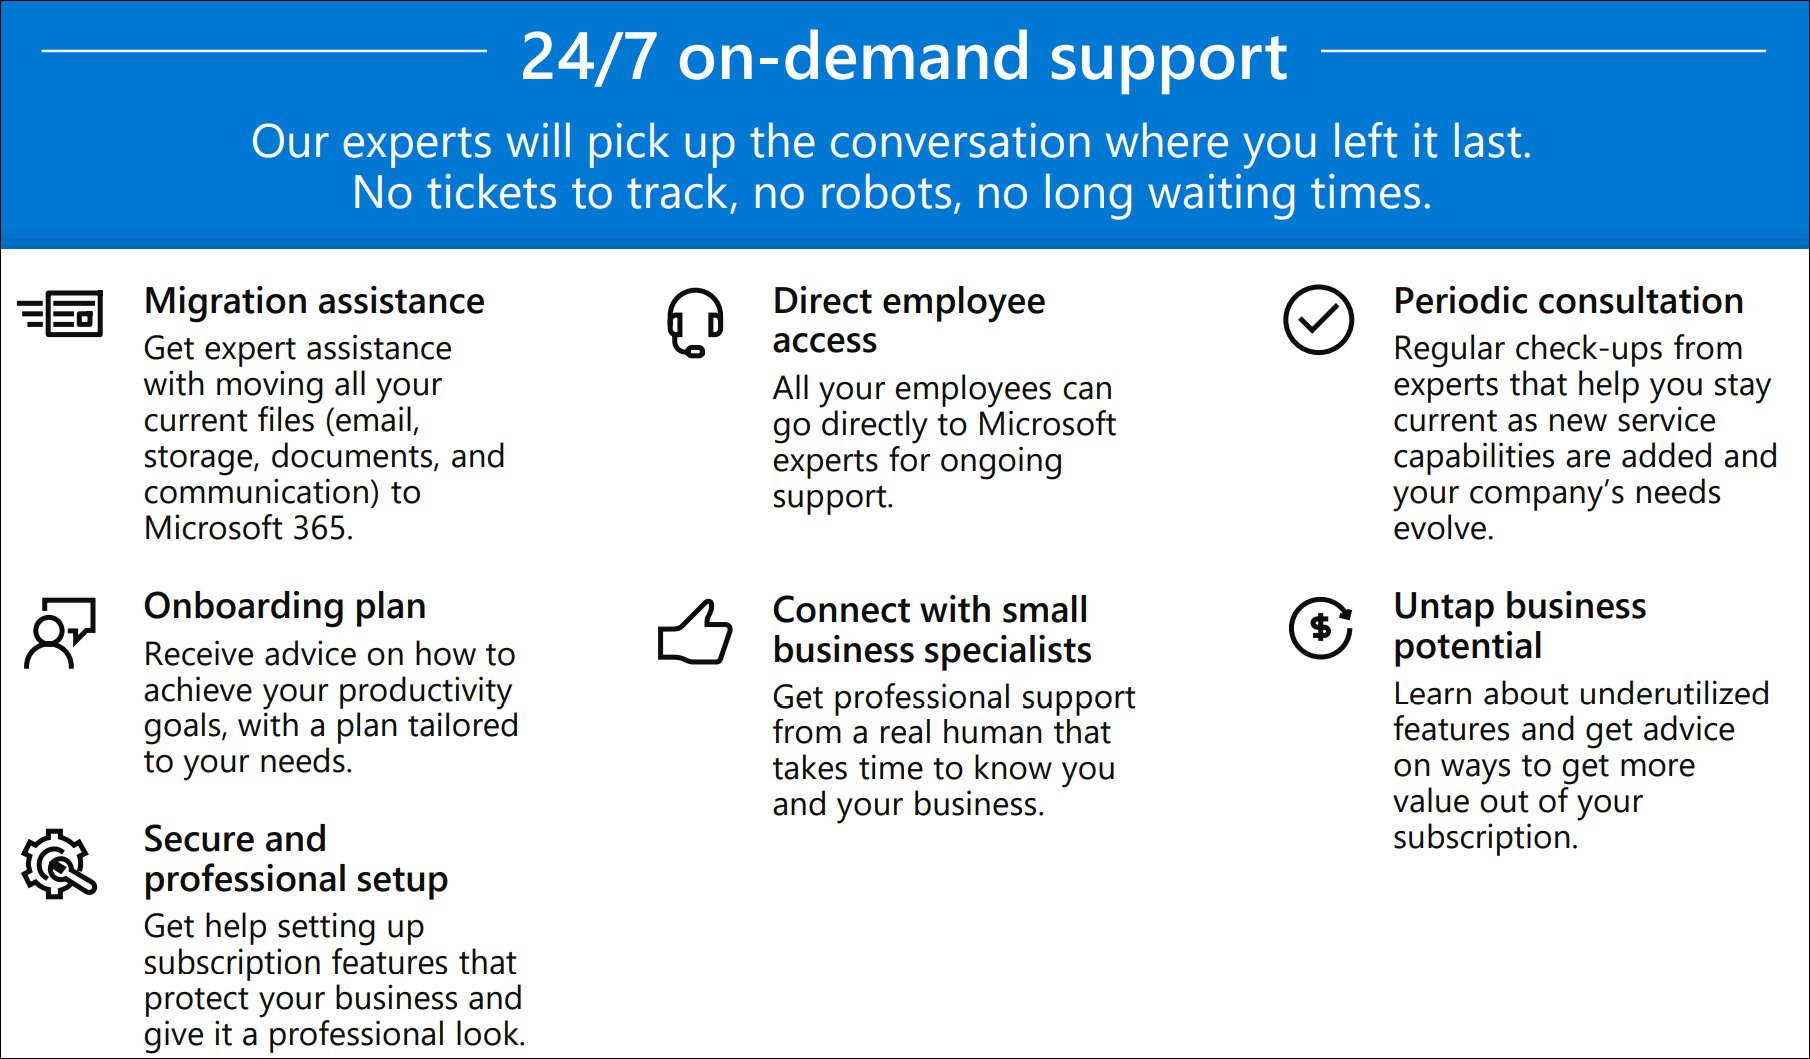 24/7 on-demand support
Our experts will pick up the conversation where you left it last.
No tickets to track, no robots, no long waiting times.
Migration assistance
Get expert assistance
with moving all your
current files (email,
storage, documents, and
communication) to
Microsoft 365.
Onboarding plan
Receive advice on how to
achieve your productivity
goals, with a plan tailored
to your needs.
Secure and
professional setup
Get help setting up
subscription features that
protect your business and
give it a professional look.
Direct employee
access
All your employees can
go directly to Microsoft
experts for ongoing
support.
Connect with small
business specialists
Get professional support
from a real human that
takes time to know you
and your business.
Periodic consultation
Regular check-ups from
experts that help you stay
current as new service
capabilities are added and
your company’s needs
evolve.
$
Untap business
potential
Learn about underutilized
features and get advice
on ways to get more
value out of your
subscription.